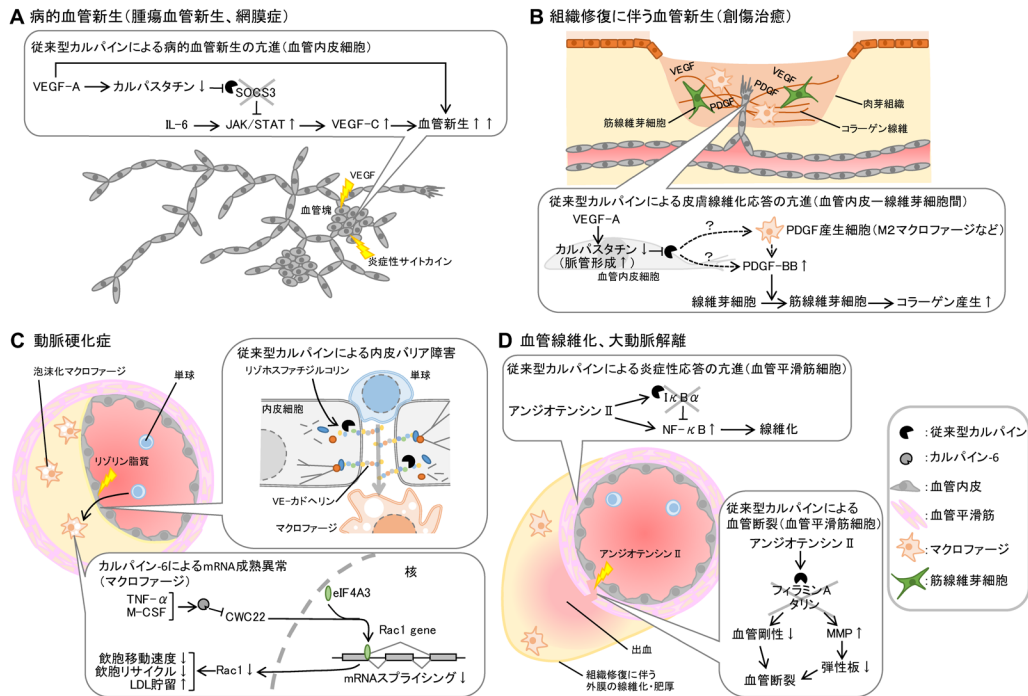 A 病的血管新生(腫瘍血管新生、網膜症)
従来型カルパインによる病的血管新生の亢進(血管内皮細胞)
VEGF-A
カルパスタチン↓
SOCS3
IL-6
JAK/STAT↑
VEGF-C↑
血管新生↑↑
VEGF
血管塊
炎症性サイトカイン
B 組織修復に伴う血管新生(創傷治癒)
VEGF
VEGF
PDGF
PDGF
筋線維芽細胞
肉芽組織
コラーゲン線維
従来型カルパインによる皮膚線維化応答の亢進(血管内皮ー線維芽細胞間)
VEGF-A
カルパスタチン↓
(脈管形成↑)
血管内皮細胞
?
?
PDGF産生細胞(M2マクロファージなど)
PDGF-BB↑
線維芽細胞
筋線維芽細胞
コラーゲン産生↑
C 動脈硬化症
泡沫化マクロファージ
単球
リゾリン脂質
従来型カルパインによる内皮バリア障害
リゾホスファチジルコリン
単球
内皮細胞
VE-カドヘリン
マクロファージ
カルパイン-6によるmRNA成熟異常
(マクロファージ)
TNF-α
M-CSF
CWC22
核
eIF4A3
Rac1 gene
mRNAスプライシング↓
Rac1↓
飲胞移動速度↓
飲胞リサイクル↓
LDL貯留↑
D 血管線維化、大動脈解離
従来型カルパインによる炎症性応答の亢進(血管平滑筋細胞)
アンジオテンシンⅡ
IκBα
NF-κB↑
線維化
アンジオテンシンⅡ
出血
組織修復に伴う
外膜の線維化・肥厚
従来型カルパインによる
血管断裂(血管平滑筋細胞)
アンジオテンシンⅡ
フィラミンA
タリン
血管剛性↓
MMP↑
弾性板↓
血管断裂
:従来型カルパイン
:カルパイン-6
:血管内皮
:血管平滑筋
:マクロファージ
:筋線維芽細胞